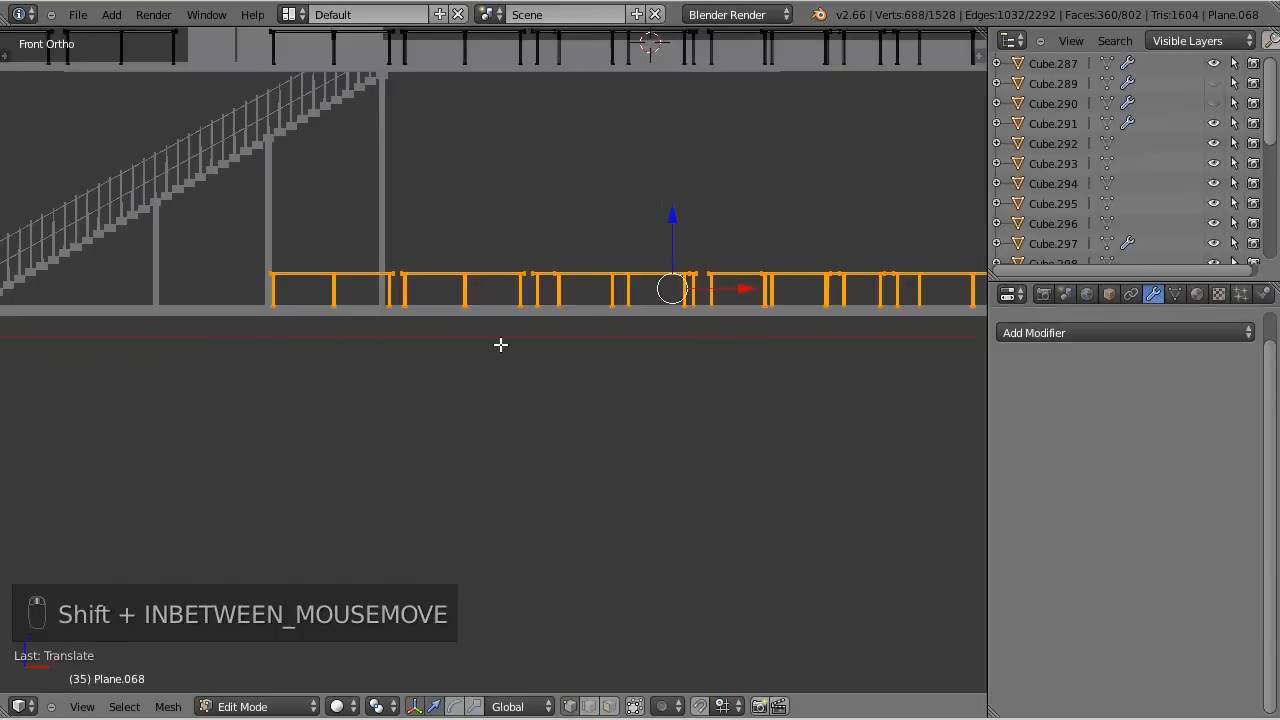 File Add Render Window Help Default Scene Blender Render v2.66 | Verts:688/1528 | Edges:1032/2292 | Faces:360/802 | Tris:1604 | Plane.068
Front Ortho
View Search Visible Layers
Cube.287
Cube.289
Cube.290
Cube.291
Cube.292
Cube.293
Cube.294
Cube.295
Cube.296
Cube.297
Cube.298
Add Modifier
Shift + INBETWEEN_MOUSEMOVE
Last: Translate
(35) Plane.068
View Select Mesh Edit Mode Global